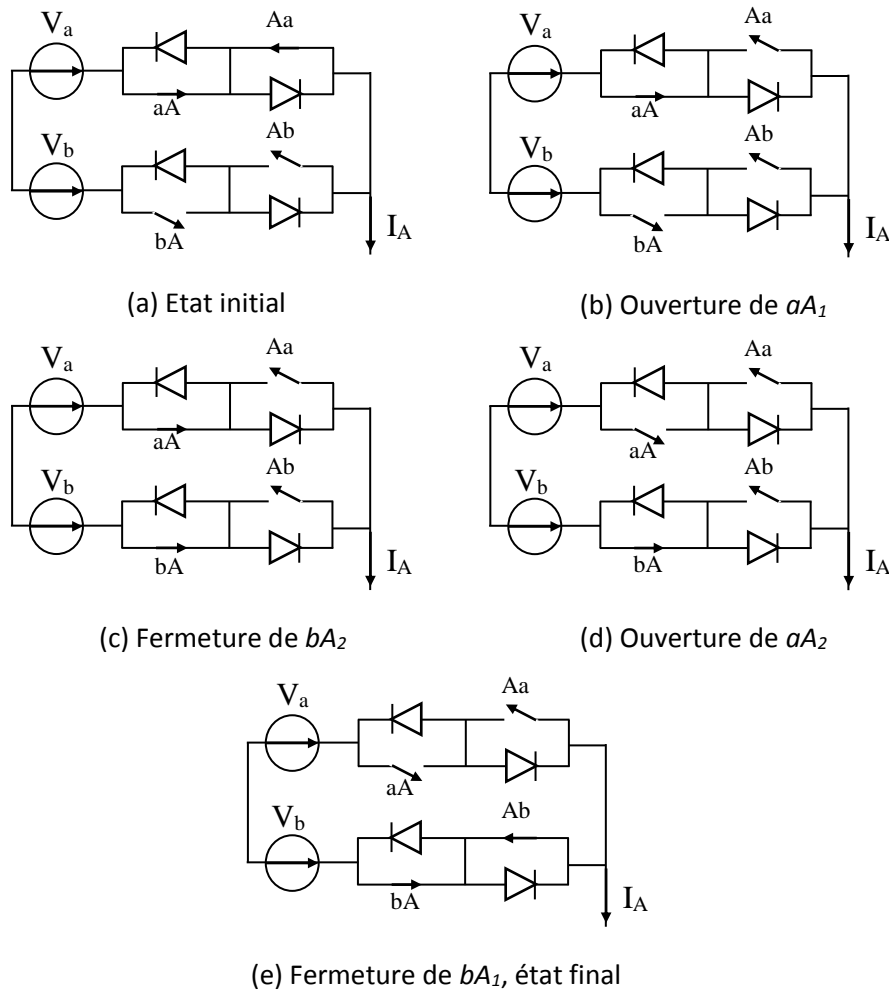 Va
Aa
aA
Vb
Ab
bA
IA
(a) Etat initial
Va
Aa
aA
Vb
Ab
bA
IA
(b) Ouverture de aA1
Va
Aa
aA
Vb
Ab
bA
IA
(c) Fermeture de bA2
Va
Aa
aA
Vb
Ab
bA
IA
(d) Ouverture de aA2
Va
Aa
aA
Vb
Ab
bA
IA
(e) Fermeture de bA1, état final